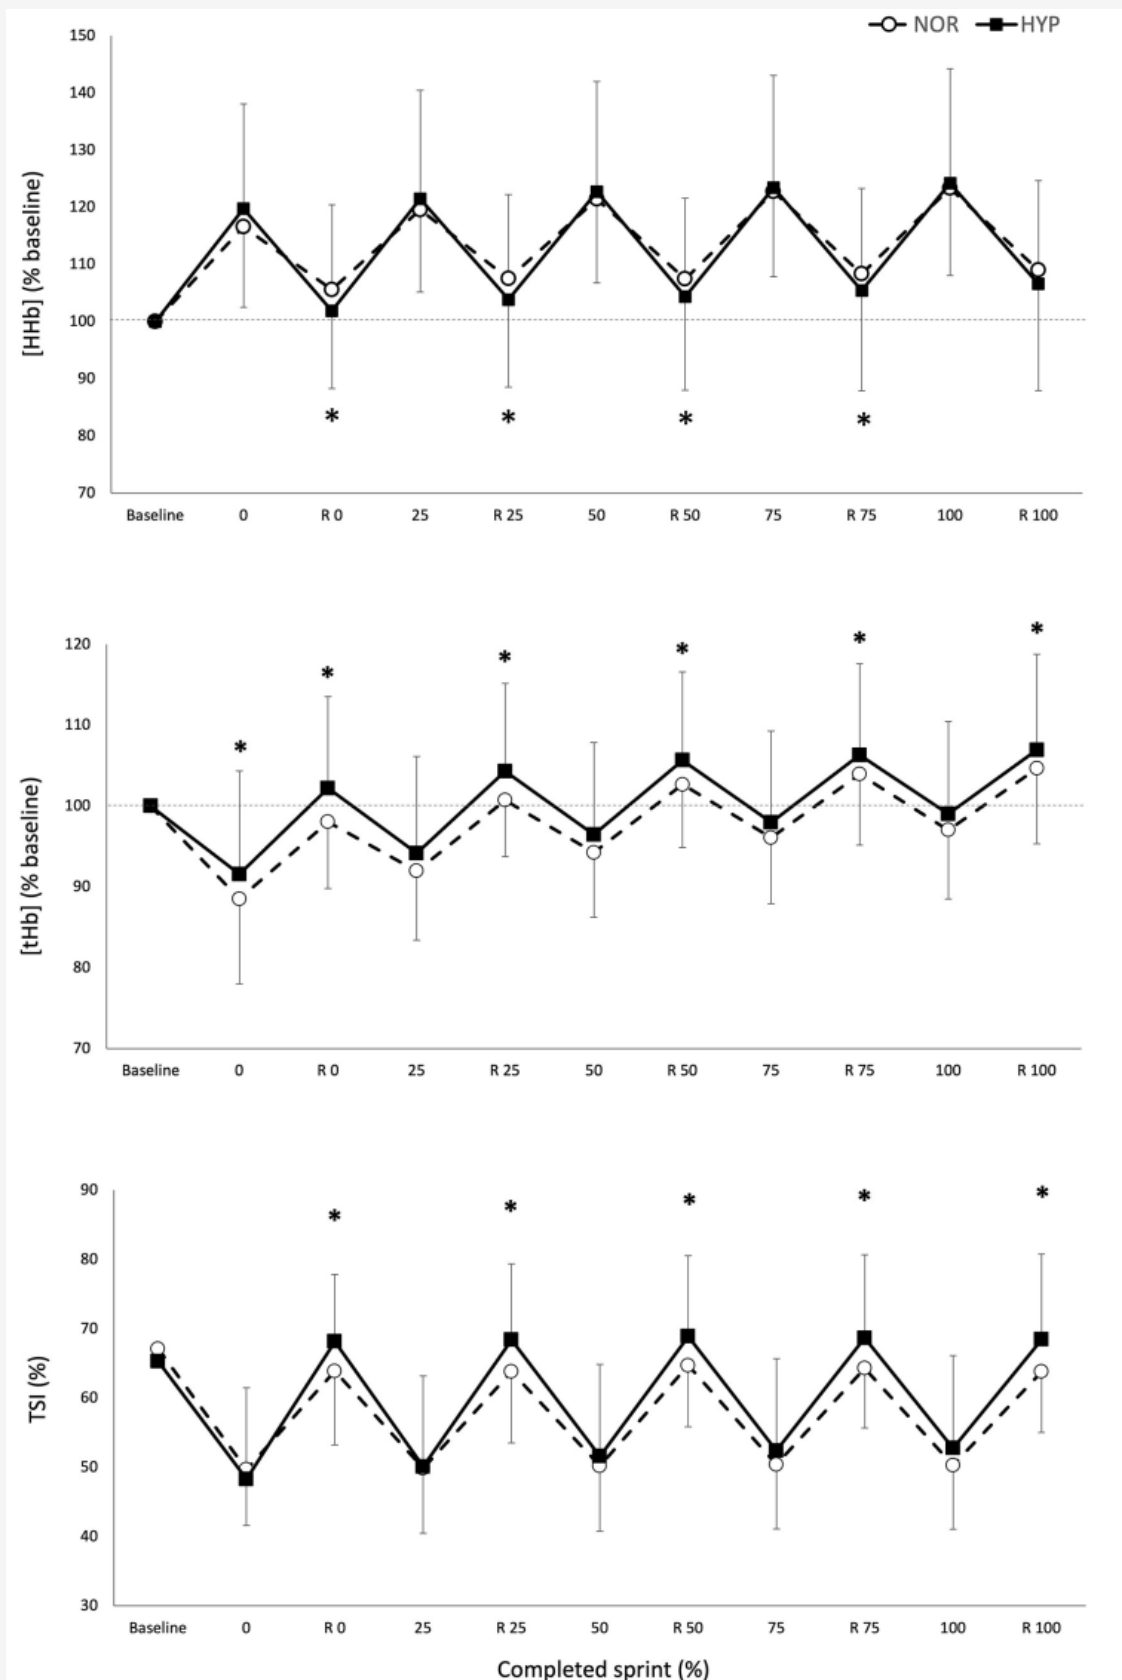 NOR HYP
150
140
130
120
110
100
90
80
70
[HHb] (% baseline)
Baseline 0 R 0 25 R 25 50 R 50 75 R 75 100 R 100
* * * *
120
110
100
90
80
70
[tHb] (% baseline)
* * * * * *
Baseline 0 R 0 25 R 25 50 R 50 75 R 75 100 R 100
90
80
70
60
50
40
30
TSI (%)
* * * * *
Baseline 0 R 0 25 R 25 50 R 50 75 R 75 100 R 100
Completed sprint (%)